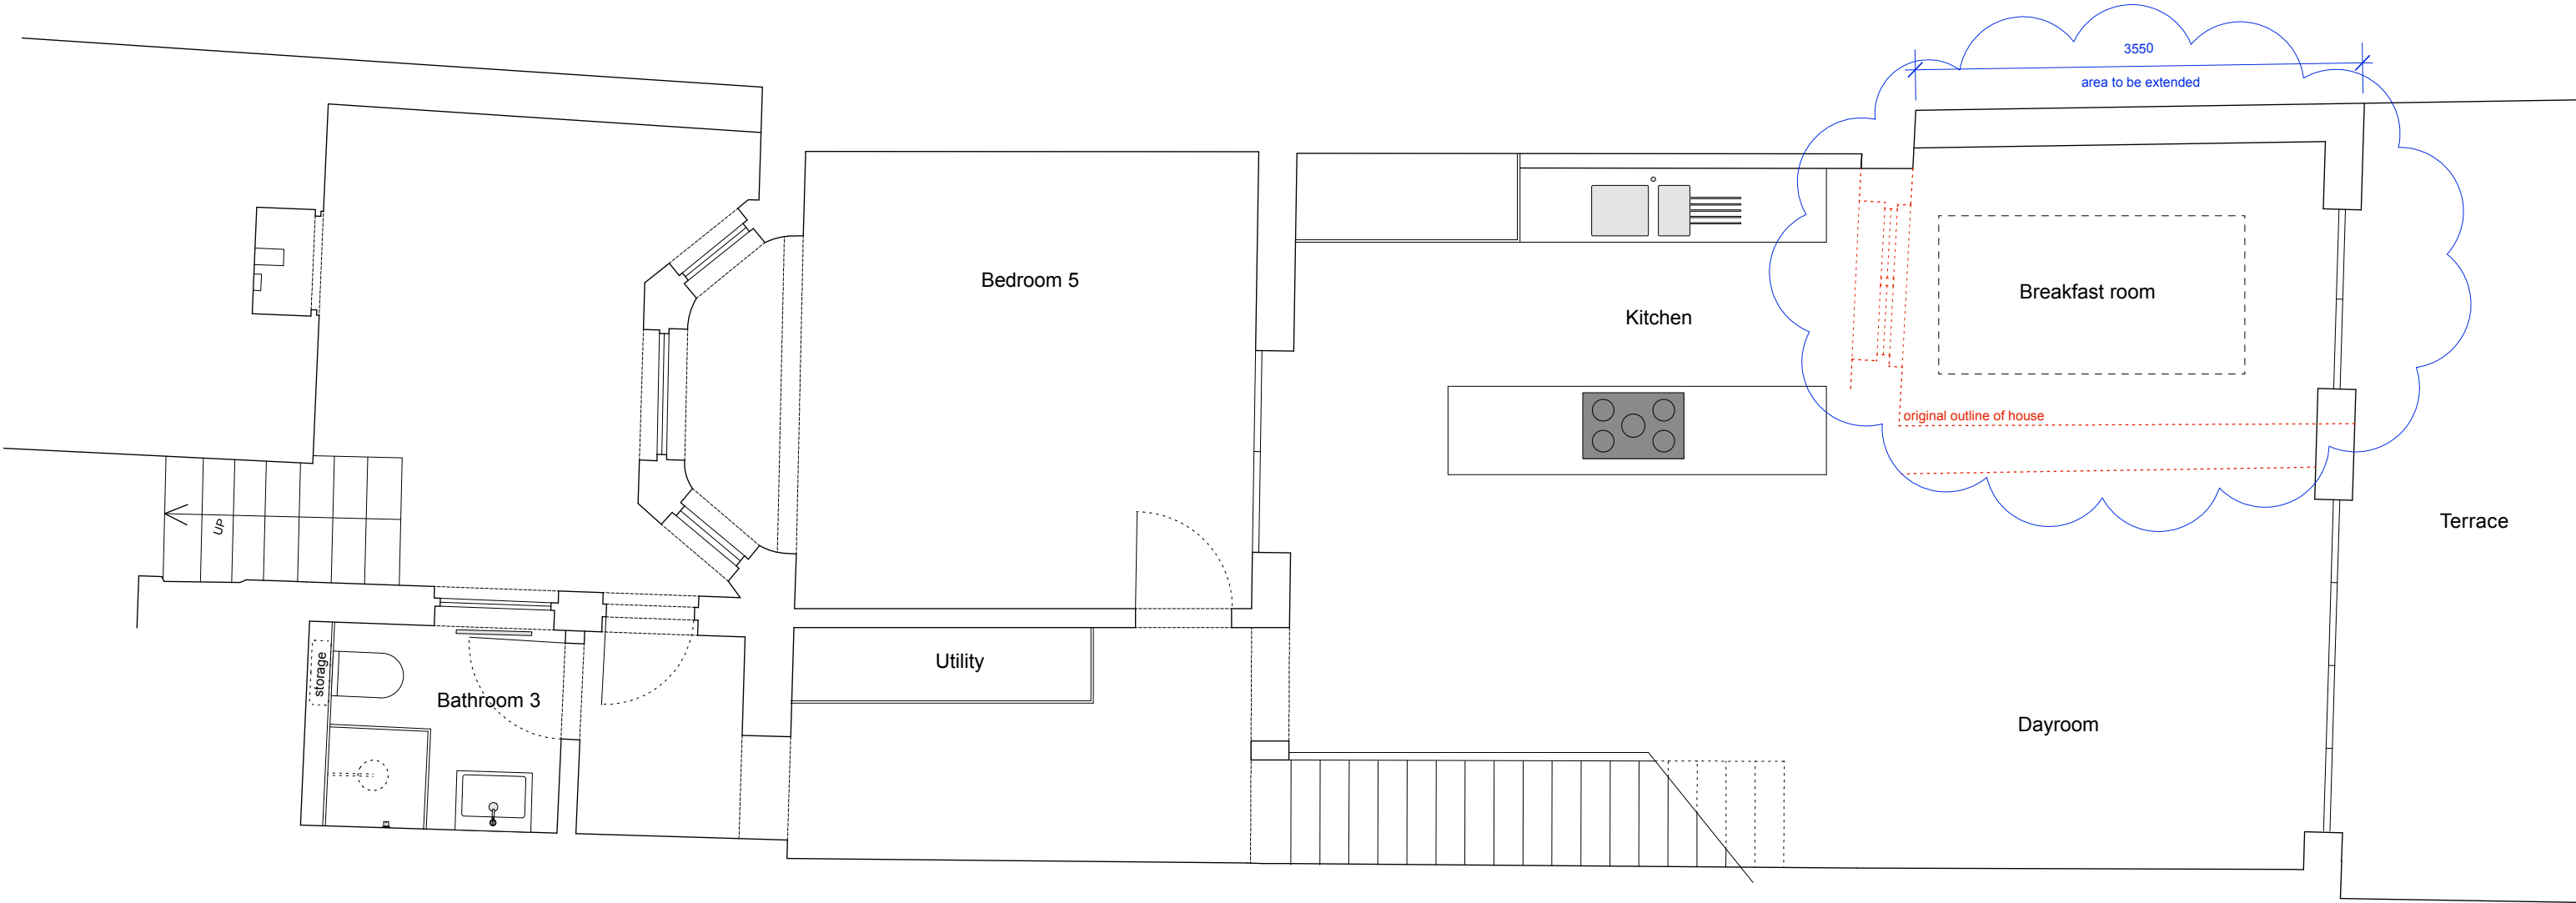 3550
area to be extended
Bedroom 5
Breakfast room
Kitchen
original outline of house
UP
Terrace
storage
Utility
Bathroom 3
Dayroom